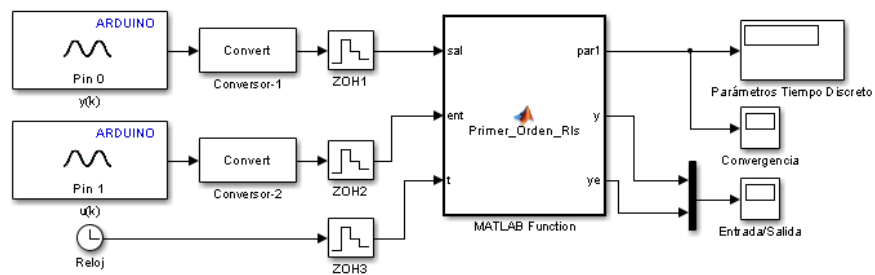 ARDUINO
Pin 0
y(k)
Convert
Conversor-1
ZOH1
sal
par1
Parámetros Tiempo Discreto
ARDUINO
Pin 1
u(k)
Convert
Conversor-2
ZOH2
ent
Primer_Orden_Rls
y
Convergencia
t
ye
MATLAB Function
Entrada/Salida
Reloj
ZOH3